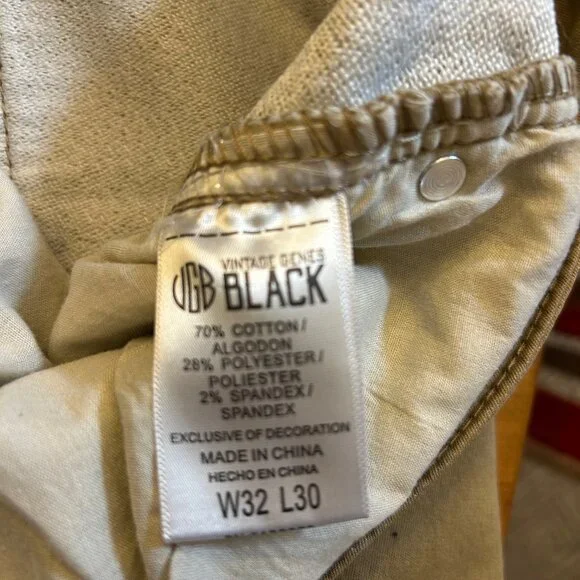 VGB
VINTAGE GENES
BLACK
70% COTTON/
ALGODON
28% POLYESTER/
POLIESTER
2% SPANDEX/
SPANDEX
EXCLUSIVE OF DECORATION
MADE IN CHINA
HECHO EN CHINA
W32 L30